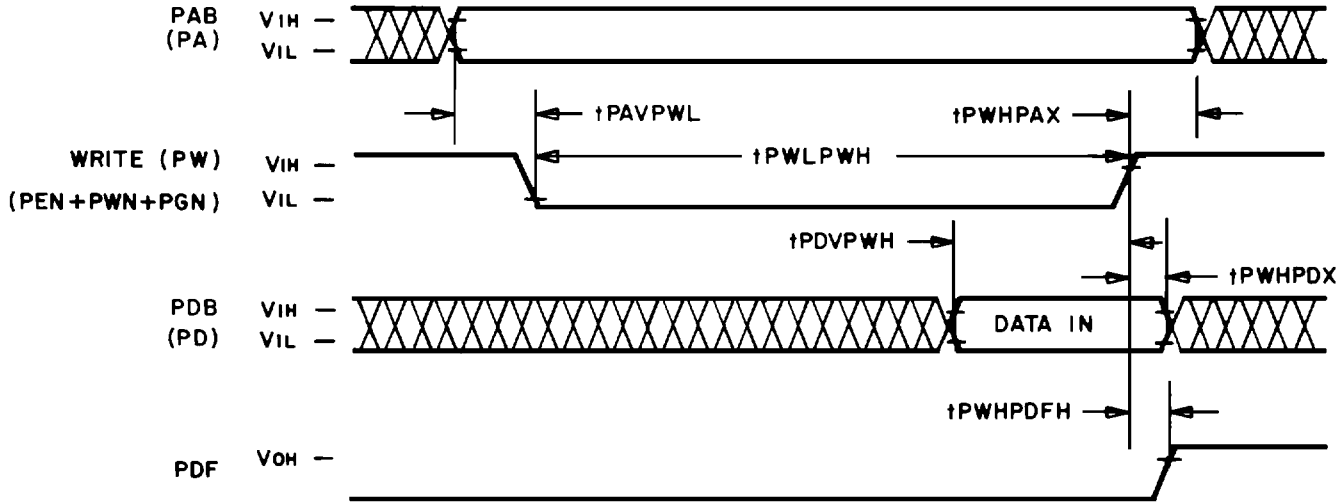 PAB VIH –
(PA) VIL –
tPAVPWL tPWHPAX
WRITE (PW) VIH – tPWLPWH
(PEN+PWN+PGN) VIL –
tPDVPWH
tPWHPDX
PDB VIH –
(PD) VIL – DATA IN
tPWHPDFH
PDF VOH –